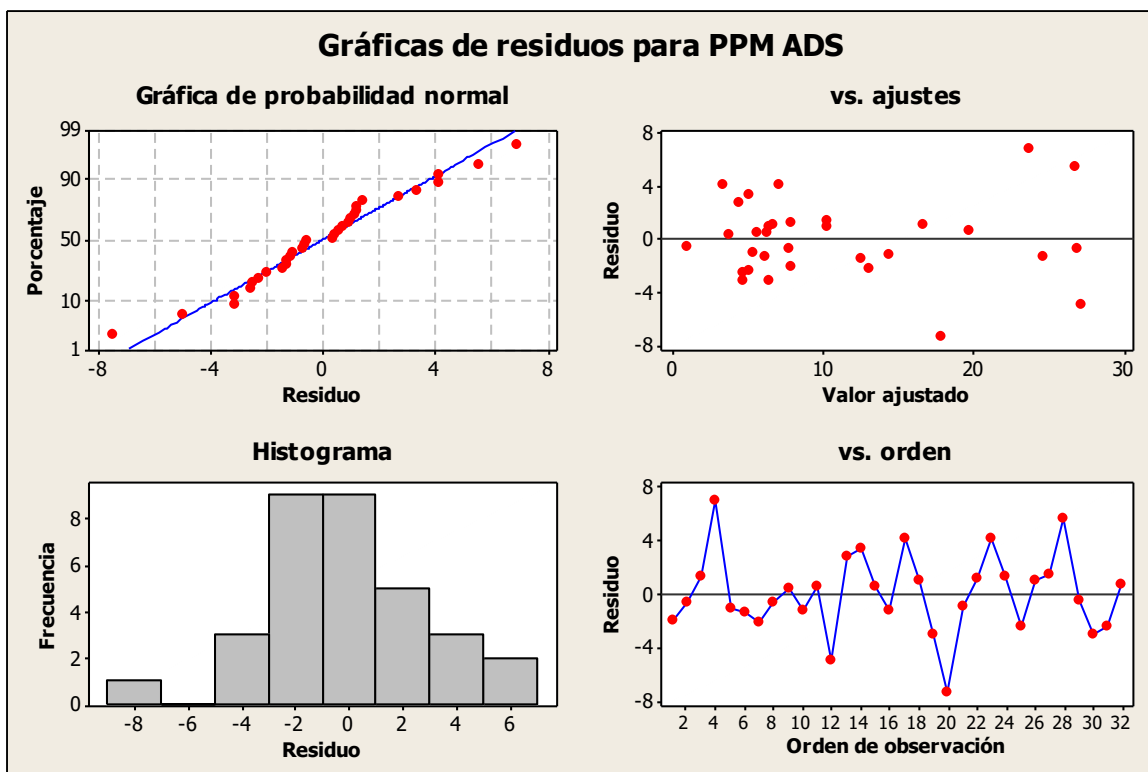 Gráficas de residuos para PPM ADS
Gráfica de probabilidad normal
99
90
50
10
1
Porcentaje
-8 -4 0 4 8
Residuo
vs. ajustes
8
4
0
-4
-8
Residuo
0 10 20 30
Valor ajustado
Histograma
8
6
4
2
0
Frecuencia
-8 -6 -4 -2 0 2 4 6
Residuo
vs. orden
8
4
0
-4
-8
Residuo
2 4 6 8 10 12 14 16 18 20 22 24 26 28 30 32
Orden de observación